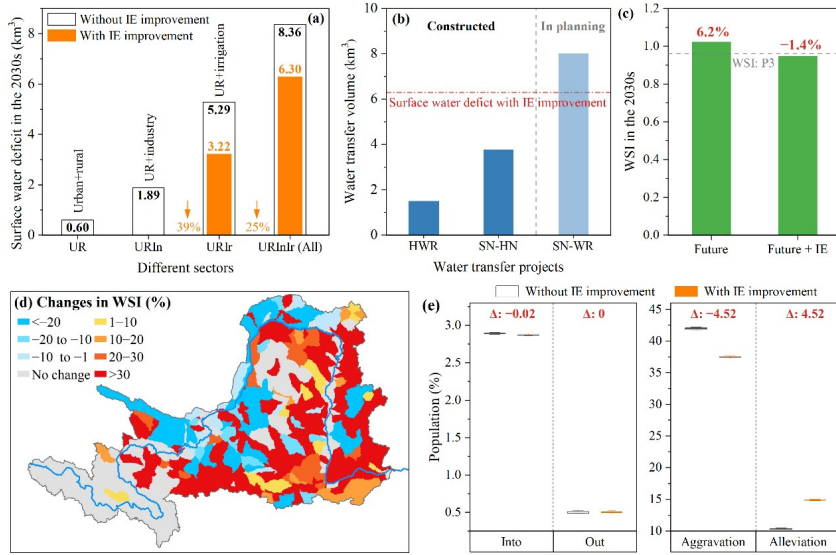 Surface water deficit in the 2030s (km³)
8
6
4
2
0
Without IE improvement
With IE improvement
(a)
Urban+rural
UR+industry
UR+irrigation
0.60
1.89
5.29
3.22
8.36
6.30
39%
25%
UR
URIn
URIr
URInIr (All)
Different sectors
(b)
Water transfer volume (km³)
10
8
6
4
2
0
Constructed
In planning
Surface water defict with IE improvement
HWR
SN-HN
SN-WR
Water transfer projects
(c)
WSI in the 2030s
1.2
1.0
0.8
0.6
0.4
0.2
0.0
6.2%
−1.4%
WSI: P3
Future
Future + IE
(d) Changes in WSI (%)
<−20
−20 to −10
−10 to −1
No change
1–10
10–20
20–30
>30
(e)
Without IE improvement
With IE improvement
Population (%)
3.0
2.5
2.0
1.5
1.0
0.5
Δ: −0.02
Δ: 0
Into
Out
45
40
35
30
25
20
15
10
Δ: −4.52
Δ: 4.52
Aggravation
Alleviation